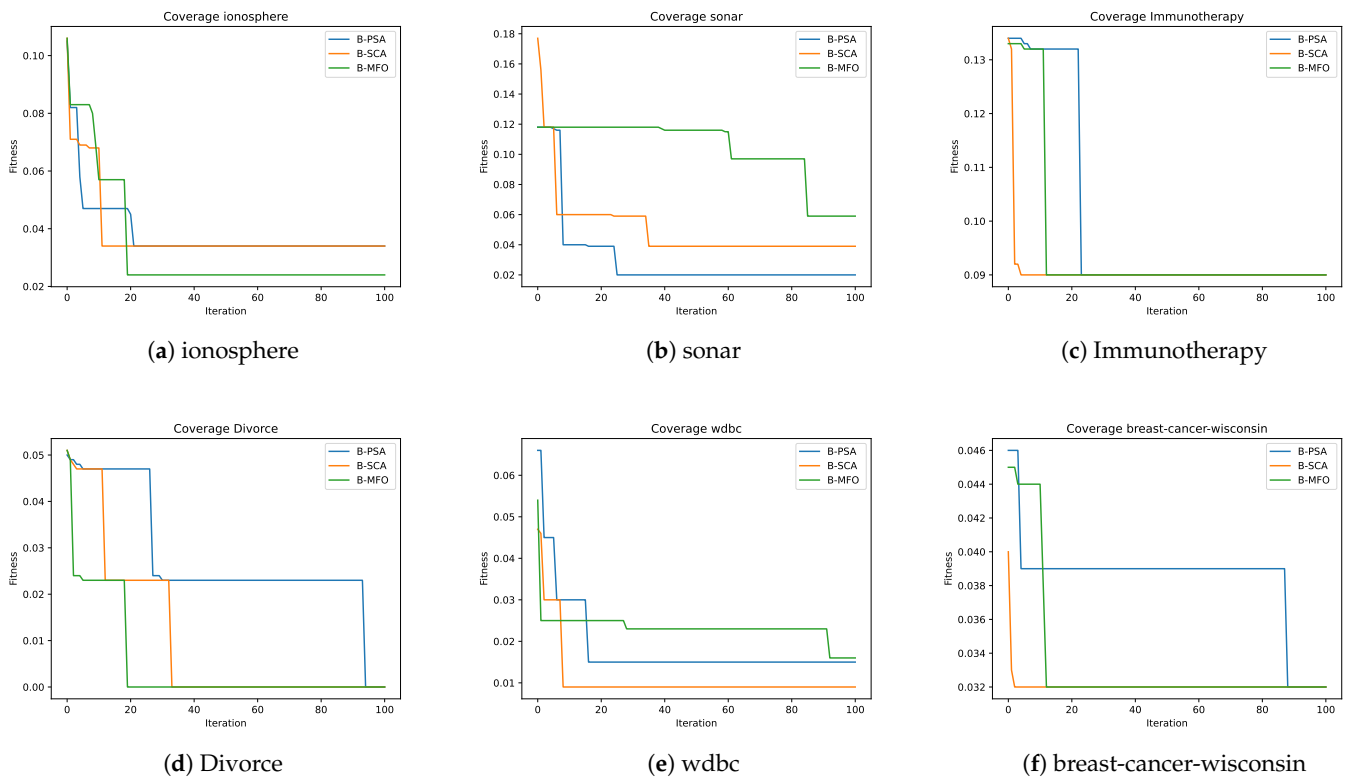 Coverage ionosphere
B-PSA
B-SCA
B-MFO
0.10
0.08
0.06
0.04
0.02
Fitness
0 20 40 60 80 100
Iteration
(a) ionosphere
Coverage sonar
B-PSA
B-SCA
B-MFO
0.18
0.16
0.14
0.12
0.10
0.08
0.06
0.04
0.02
Fitness
0 20 40 60 80 100
Iteration
(b) sonar
Coverage Immunotherapy
B-PSA
B-SCA
B-MFO
0.13
0.12
0.11
0.10
0.09
Fitness
0 20 40 60 80 100
Iteration
(c) Immunotherapy
Coverage Divorce
B-PSA
B-SCA
B-MFO
0.05
0.04
0.03
0.02
0.01
0.00
Fitness
0 20 40 60 80 100
Iteration
(d) Divorce
Coverage wdbc
B-PSA
B-SCA
B-MFO
0.06
0.05
0.04
0.03
0.02
0.01
Fitness
0 20 40 60 80 100
Iteration
(e) wdbc
Coverage breast-cancer-wisconsin
B-PSA
B-SCA
B-MFO
0.046
0.044
0.042
0.040
0.038
0.036
0.034
0.032
Fitness
0 20 40 60 80 100
Iteration
(f) breast-cancer-wisconsin